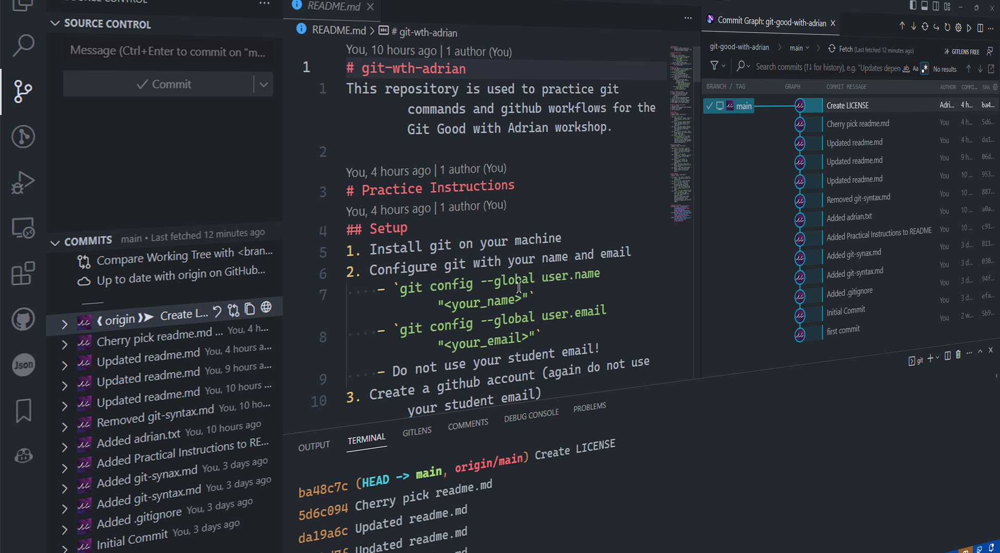 SOURCE CONTROL
Message (Ctrl+Enter to commit on "m...
Commit
COMMITS main • Last fetched 12 minutes ago
Compare Working Tree with <bran...
Up to date with origin on GitHub...
origin Create L...
Cherry pick readme.md ... You, 4 h...
Updated readme.md You, 4 hours a...
Updated readme.md You, 9 hours a...
Updated readme.md You, 10 hours ...
Removed git-syntax.md You, 10 ho...
Added adrian.txt You, 10 hours ago
Added Practical Instructions to RE...
Added git-synax.md You, 3 days ago
Added git-syntax.md You, 3 days ago
Added .gitignore You, 3 days ago
Initial Commit You, 3 days ago
Json
README.md
README.md > # git-wth-adrian
You, 10 hours ago | 1 author (You)
1 # git-wth-adrian
1 This repository is used to practice git
commands and github workflows for the
Git Good with Adrian workshop.
2
You, 4 hours ago | 1 author (You)
3 # Practice Instructions
You, 4 hours ago | 1 author (You)
4 ## Setup
5 1. Install git on your machine
6 2. Configure git with your name and email
7 - `git config --global user.name
"<your_name>"`
8 - `git config --global user.email
"<your_email>"`
9 - Do not use your student email!
10 3. Create a github account (again do not use
your student email)
OUTPUT TERMINAL GITLENS COMMENTS DEBUG CONSOLE PROBLEMS
ba48c7c (HEAD -> main, origin/main) Create LICENSE
5d6c094 Cherry pick readme.md
da19a6c Updated readme.md
Updated readme.md
Commit Graph: git-good-with-adrian
git-good-with-adrian > main > Fetch (Last fetched 12 minutes ago) GITLENS FREE
Search commits (↑↓ for history), e.g. "Updates depen ab Aa .* No results
BRANCH / TAG GRAPH COMMIT MESSAGE AUTHOR COMMI... SHA
main Create LICENSE Adri... 4 h... ba4...
Cherry pick readme.md You 4 h... 5d6...
Updated readme.md You 4 h... da1...
Updated readme.md You 9 h... 06d...
Updated readme.md You 10 ... 953...
Removed git-syntax.md You 10 ... 887...
Added adrian.txt You 10 ... a0a...
Added Practical Instructions to README You 10 ... c91...
Added git-synax.md You 3 d... 811...
Added git-syntax.md You 3 d... 038...
Added .gitignore You 3 d... 94f...
Initial Commit You 3 d... efa...
first commit You 2 w... 5b9...
git